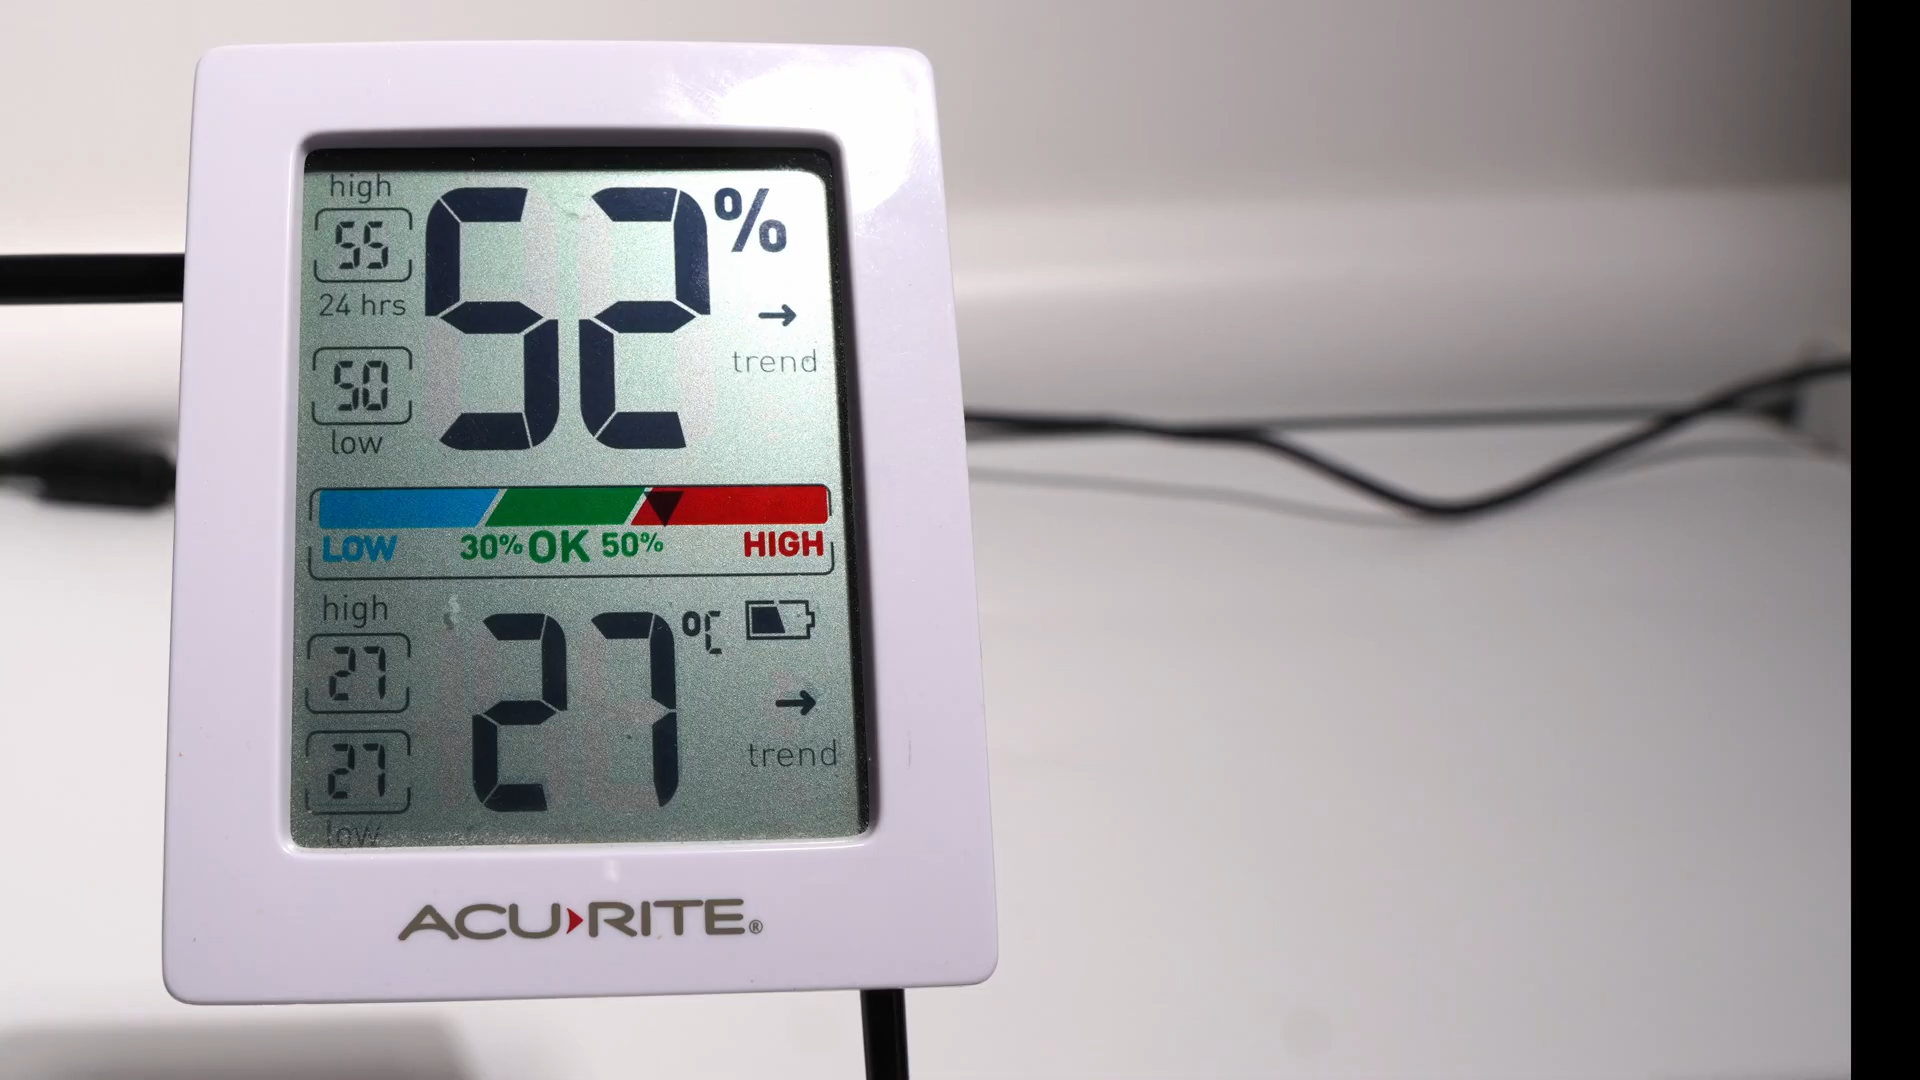 high
55
24 hrs
50
low
52%
→
trend
LOW 30% OK 50% HIGH
high
27
27
low
27 °C
→
trend
ACU›RITE®